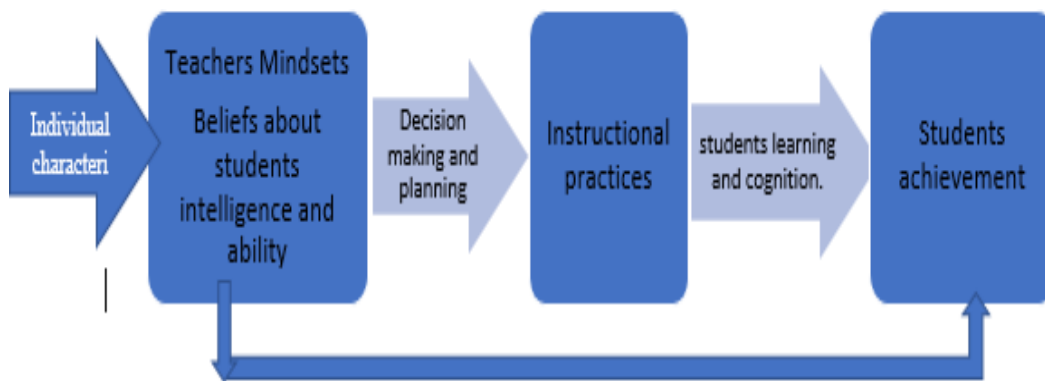 Individual
characteri
Teachers Mindsets
Beliefs about
students
intelligence and
ability
Decision
making and
planning
Instructional
practices
students learning
and cognition.
Students
achievement